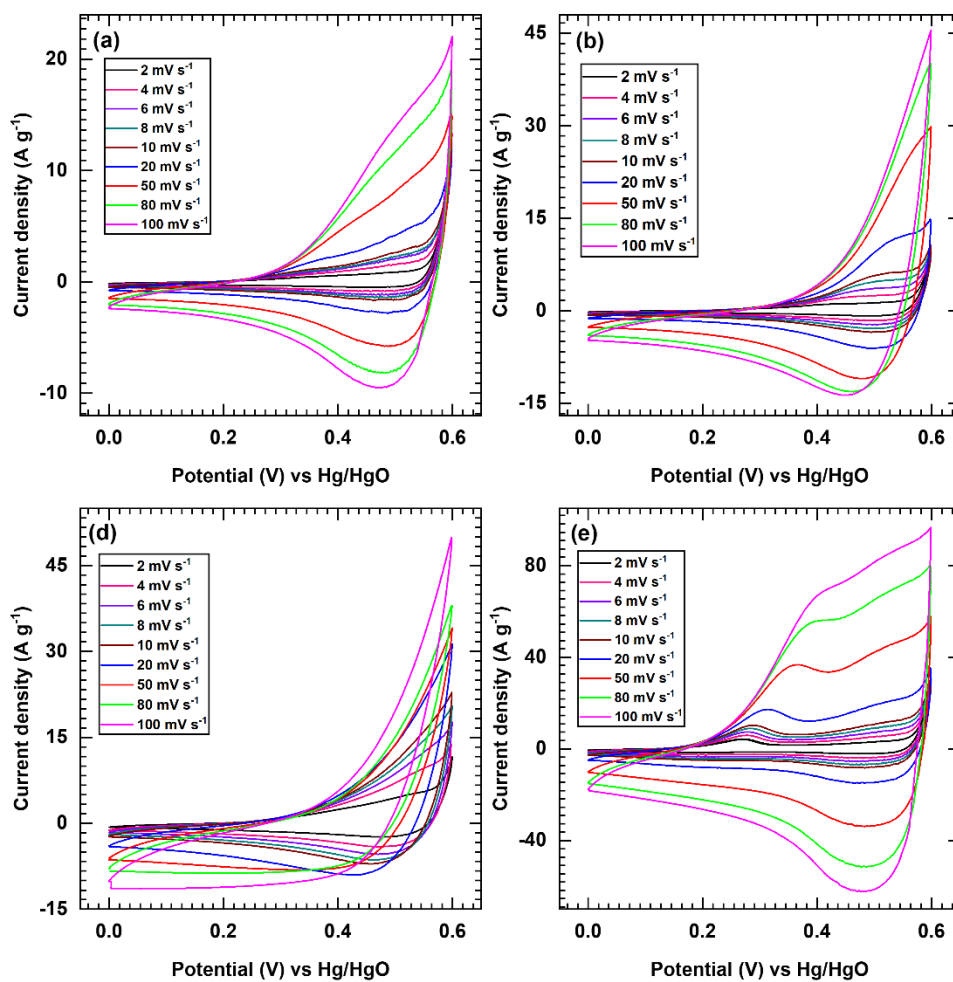 (a)
2 mV s⁻¹
4 mV s⁻¹
6 mV s⁻¹
8 mV s⁻¹
10 mV s⁻¹
20 mV s⁻¹
50 mV s⁻¹
80 mV s⁻¹
100 mV s⁻¹
20
10
0
-10
Current density (A g⁻¹)
0.0 0.2 0.4 0.6
Potential (V) vs Hg/HgO
(b)
2 mV s⁻¹
4 mV s⁻¹
6 mV s⁻¹
8 mV s⁻¹
10 mV s⁻¹
20 mV s⁻¹
50 mV s⁻¹
80 mV s⁻¹
100 mV s⁻¹
45
30
15
0
-15
Current density (A g⁻¹)
0.0 0.2 0.4 0.6
Potential (V) vs Hg/HgO
(d)
2 mV s⁻¹
4 mV s⁻¹
6 mV s⁻¹
8 mV s⁻¹
10 mV s⁻¹
20 mV s⁻¹
50 mV s⁻¹
80 mV s⁻¹
100 mV s⁻¹
45
30
15
0
-15
Current density (A g⁻¹)
0.0 0.2 0.4 0.6
Potential (V) vs Hg/HgO
(e)
2 mV s⁻¹
4 mV s⁻¹
6 mV s⁻¹
8 mV s⁻¹
10 mV s⁻¹
20 mV s⁻¹
50 mV s⁻¹
80 mV s⁻¹
100 mV s⁻¹
80
40
0
-40
Current density (A g⁻¹)
0.0 0.2 0.4 0.6
Potential (V) vs Hg/HgO